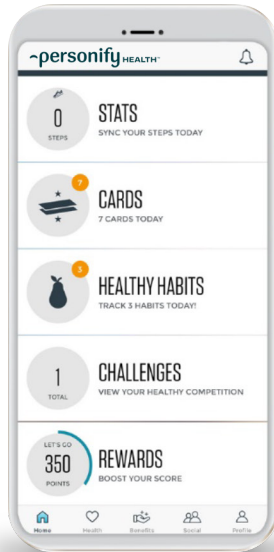 ~personify HEALTH™
0
STEPS
STATS
SYNC YOUR STEPS TODAY
7
CARDS
7 CARDS TODAY
3
HEALTHY HABITS
TRACK 3 HABITS TODAY!
1
TOTAL
CHALLENGES
VIEW YOUR HEALTHY COMPETITION
LET'S GO
350
POINTS
REWARDS
BOOST YOUR SCORE
Home Health Benefits Social Profile